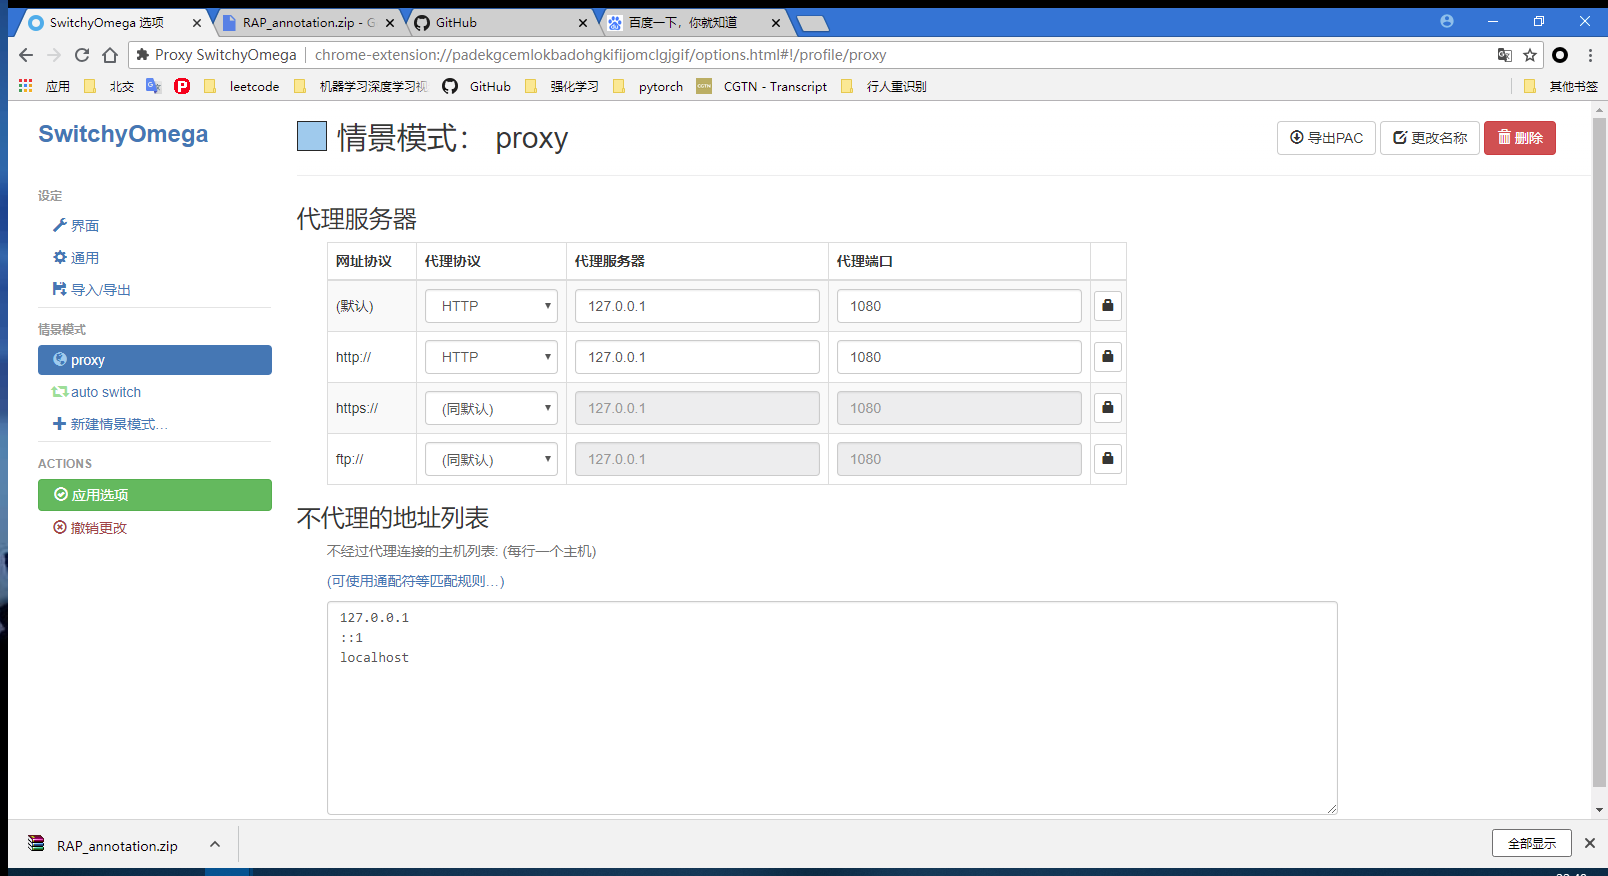 SwitchyOmega 选项
RAP_annotation.zip - G
GitHub
百度一下，你就知道
Proxy SwitchyOmega
chrome-extension://padekgcemlokbadohgkifijomclgjgif/options.html#!/profile/proxy
应用
北交
leetcode
机器学习深度学习视
GitHub
强化学习
pytorch
CGTN
CGTN - Transcript
行人重识别
其他书签
SwitchyOmega
情景模式： proxy
导出PAC
更改名称
删除
设定
界面
通用
导入/导出
情景模式
proxy
auto switch
新建情景模式…
ACTIONS
应用选项
撤销更改
代理服务器
网址协议 代理协议 代理服务器 代理端口
(默认) HTTP 127.0.0.1 1080
http:// HTTP 127.0.0.1 1080
https:// (同默认) 127.0.0.1 1080
ftp:// (同默认) 127.0.0.1 1080
不代理的地址列表
不经过代理连接的主机列表: (每行一个主机)
(可使用通配符等匹配规则…)
127.0.0.1
::1
localhost
RAP_annotation.zip
全部显示